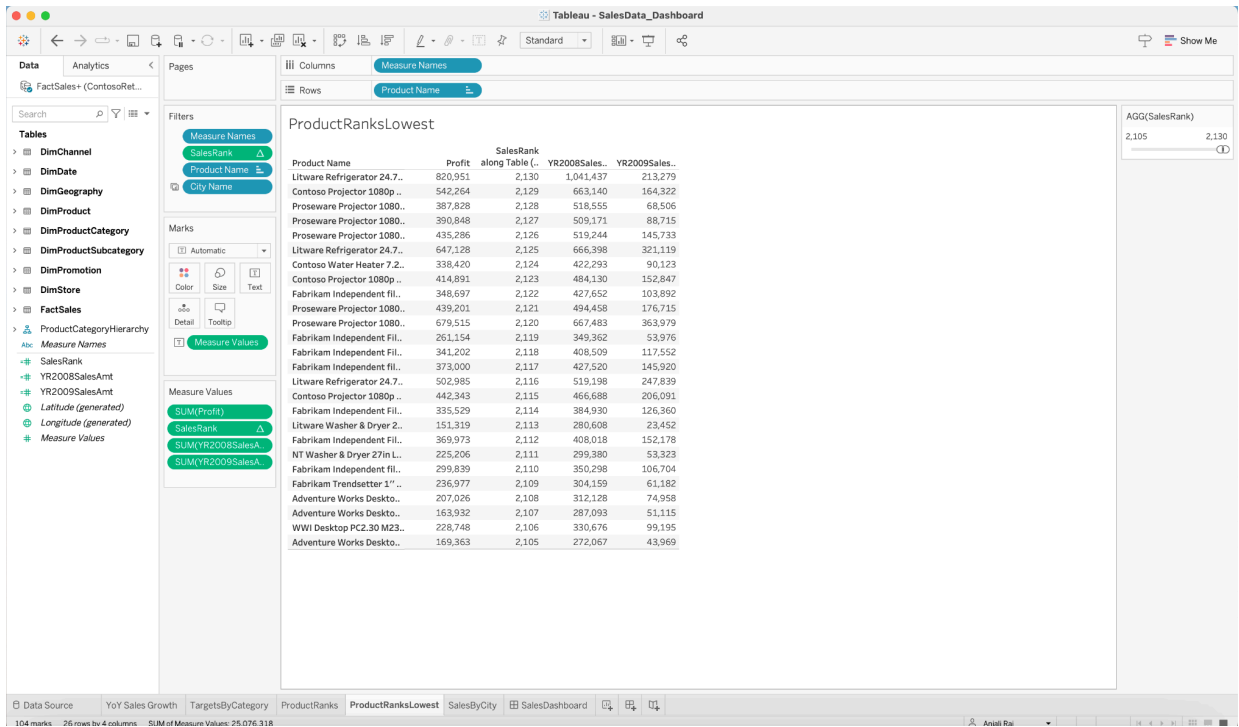 Tableau - SalesData_Dashboard
Standard
Show Me
Data Analytics
FactSales+ (ContosoRet...
Search
Tables
DimChannel
DimDate
DimGeography
DimProduct
DimProductCategory
DimProductSubcategory
DimPromotion
DimStore
FactSales
ProductCategoryHierarchy
Abc Measure Names
=# SalesRank
=# YR2008SalesAmt
=# YR2009SalesAmt
Latitude (generated)
Longitude (generated)
# Measure Values
Pages
Filters
Measure Names
SalesRank Δ
Product Name
City Name
Marks
Automatic
Color Size Text
Detail Tooltip
Measure Values
Measure Values
SUM(Profit)
SalesRank Δ
SUM(YR2008SalesA..
SUM(YR2009SalesA..
Columns Measure Names
Rows Product Name
ProductRanksLowest
SalesRank
Product Name Profit along Table (.. YR2008Sales.. YR2009Sales..
Litware Refrigerator 24.7.. 820,951 2,130 1,041,437 213,279
Contoso Projector 1080p .. 542,264 2,129 663,140 164,322
Proseware Projector 1080.. 387,828 2,128 518,555 68,506
Proseware Projector 1080.. 390,848 2,127 509,171 88,715
Proseware Projector 1080.. 435,286 2,126 519,244 145,733
Litware Refrigerator 24.7.. 647,128 2,125 666,398 321,119
Contoso Water Heater 7.2.. 338,420 2,124 422,293 90,123
Contoso Projector 1080p .. 414,891 2,123 484,130 152,847
Fabrikam Independent fil.. 348,697 2,122 427,652 103,892
Proseware Projector 1080.. 439,201 2,121 494,458 176,715
Proseware Projector 1080.. 679,515 2,120 667,483 363,979
Fabrikam Independent Fil.. 261,154 2,119 349,362 53,976
Fabrikam Independent Fil.. 341,202 2,118 408,509 117,552
Fabrikam Independent fil.. 373,000 2,117 427,520 145,920
Litware Refrigerator 24.7.. 502,985 2,116 519,198 247,839
Contoso Projector 1080p .. 442,343 2,115 466,688 206,091
Fabrikam Independent Fil.. 335,529 2,114 384,930 126,360
Litware Washer & Dryer 2.. 151,319 2,113 280,608 23,452
Fabrikam Independent Fil.. 369,973 2,112 408,018 152,178
NT Washer & Dryer 27in L.. 225,206 2,111 299,380 53,323
Fabrikam Independent fil.. 299,839 2,110 350,298 106,704
Fabrikam Trendsetter 1'' .. 236,977 2,109 304,159 61,182
Adventure Works Deskto.. 207,026 2,108 312,128 74,958
Adventure Works Deskto.. 163,932 2,107 287,093 51,115
WWI Desktop PC2.30 M23.. 228,748 2,106 330,676 99,195
Adventure Works Deskto.. 169,363 2,105 272,067 43,969
AGG(SalesRank)
2,105 2,130
Data Source YoY Sales Growth TargetsByCategory ProductRanks ProductRanksLowest SalesByCity SalesDashboard
104 marks 26 rows by 4 columns SUM of Measure Values: 25,076,318 Anjali Rai